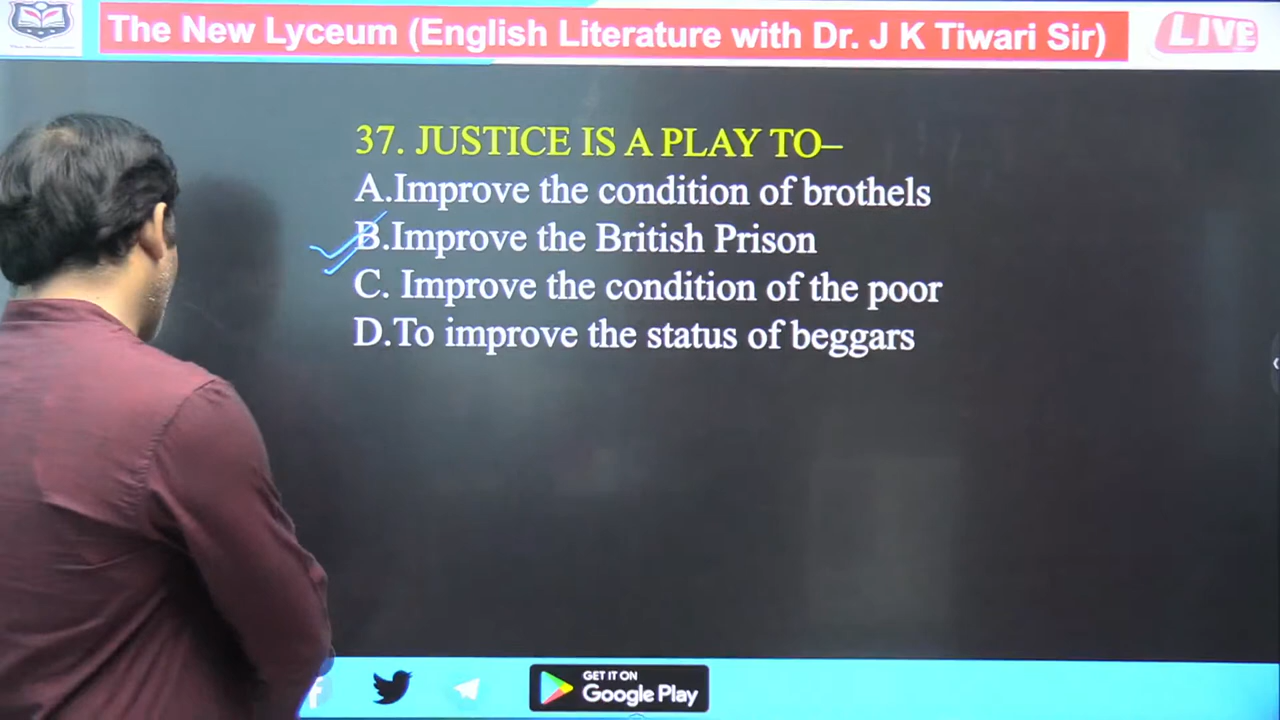 The New Lyceum (English Literature with Dr. J K Tiwari Sir)
LIVE
37. JUSTICE IS A PLAY TO–
A.Improve the condition of brothels
B.Improve the British Prison
C. Improve the condition of the poor
D.To improve the status of beggars
GET IT ON
Google Play